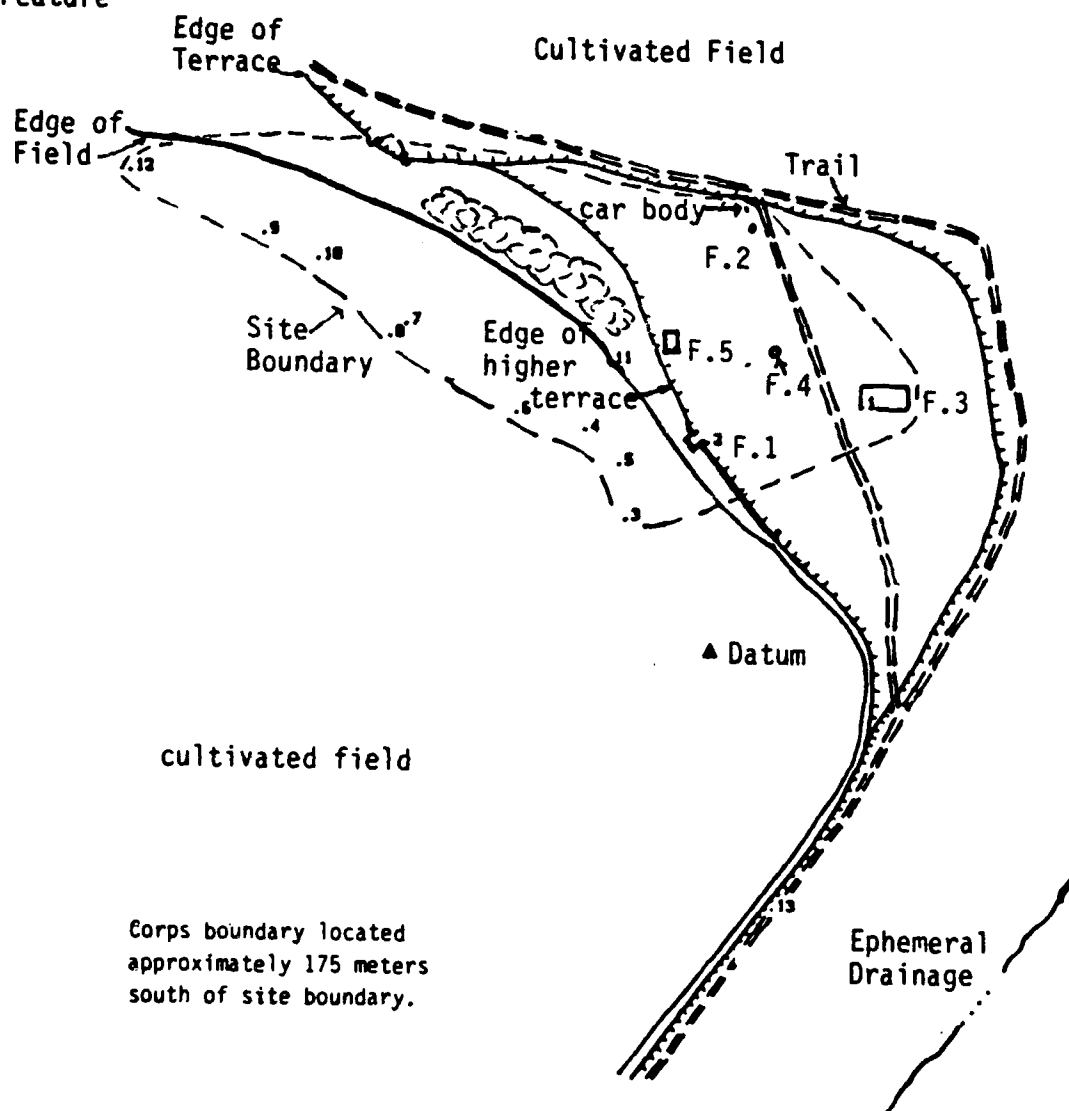 Feature
Edge of
Terrace
Cultivated Field
Edge of
Field
.12
Trail
car body
F.2
.9
.10
Site
Boundary
.8
.7
Edge of
higher
terrace
11
F.5
F.4
1
F.3
.6
.4
2
F.1
.5
.3
Datum
cultivated field
.13
Corps boundary located
approximately 175 meters
south of site boundary.
Ephemeral
Drainage